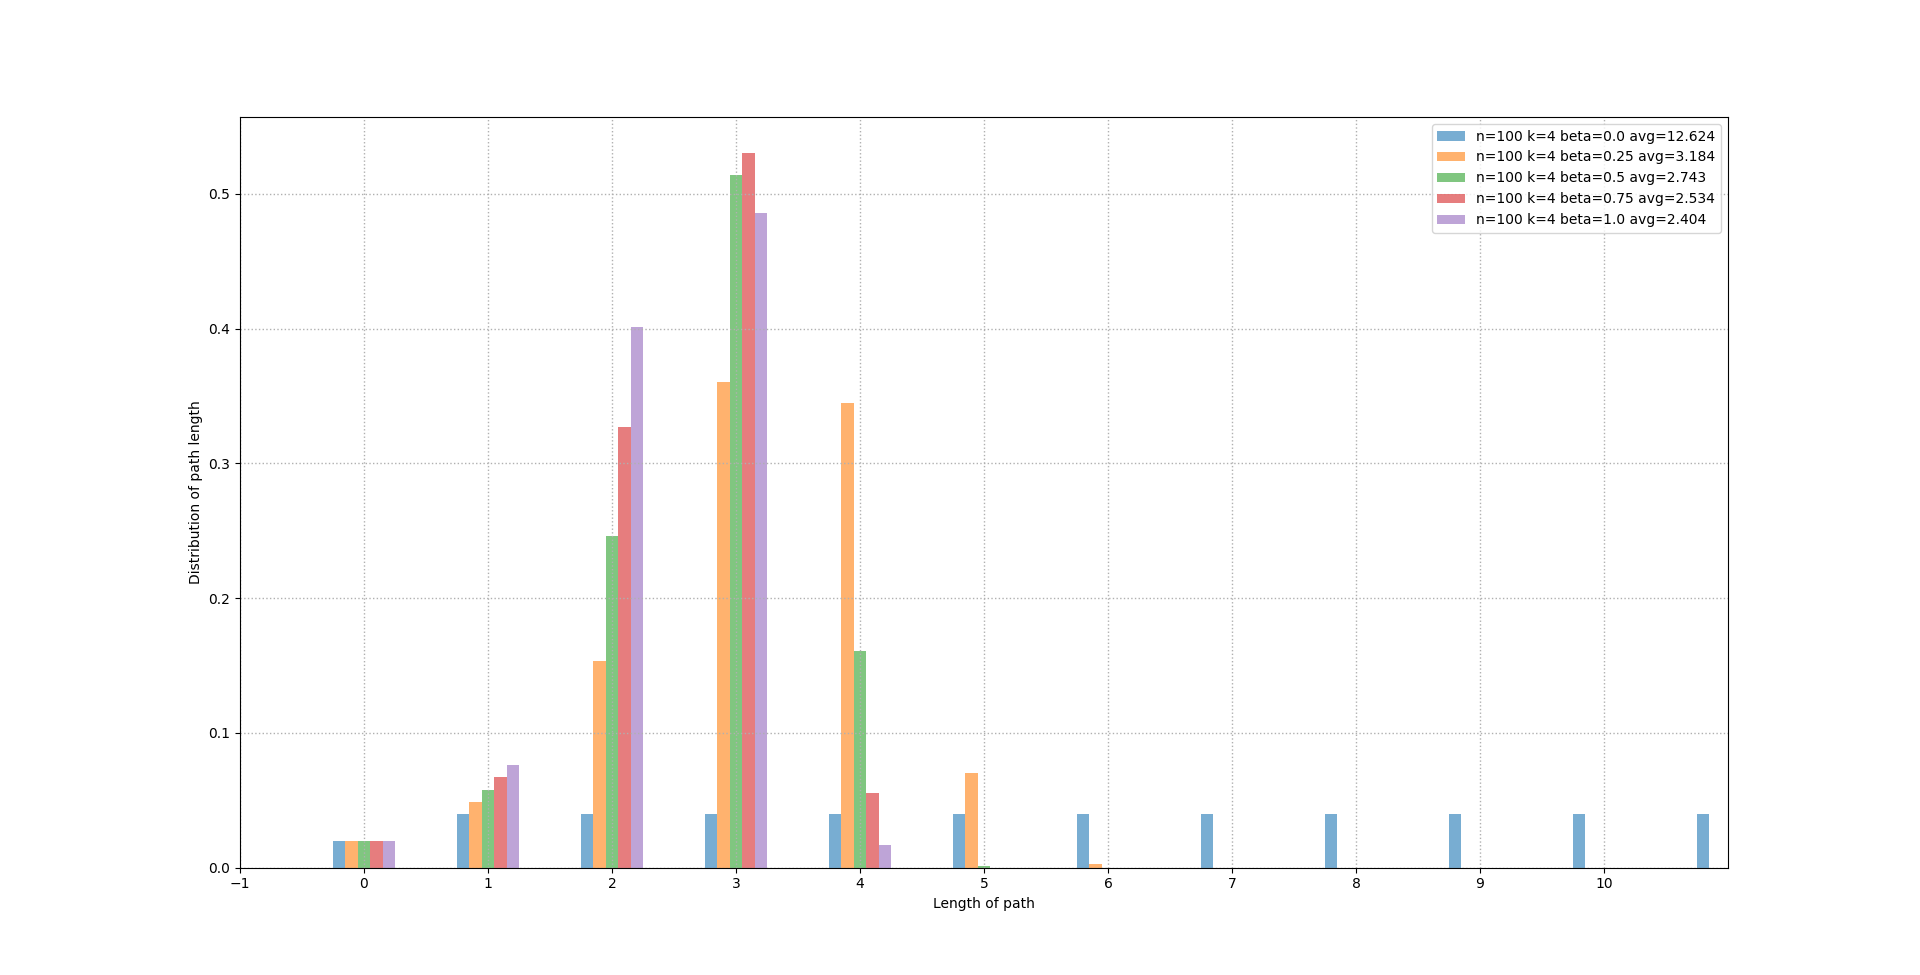 n=100 k=4 beta=0.0 avg=12.624
n=100 k=4 beta=0.25 avg=3.184
n=100 k=4 beta=0.5 avg=2.743
n=100 k=4 beta=0.75 avg=2.534
n=100 k=4 beta=1.0 avg=2.404
Distribution of path length
0.5
0.4
0.3
0.2
0.1
0.0
−1 0 1 2 3 4 5 6 7 8 9 10
Length of path